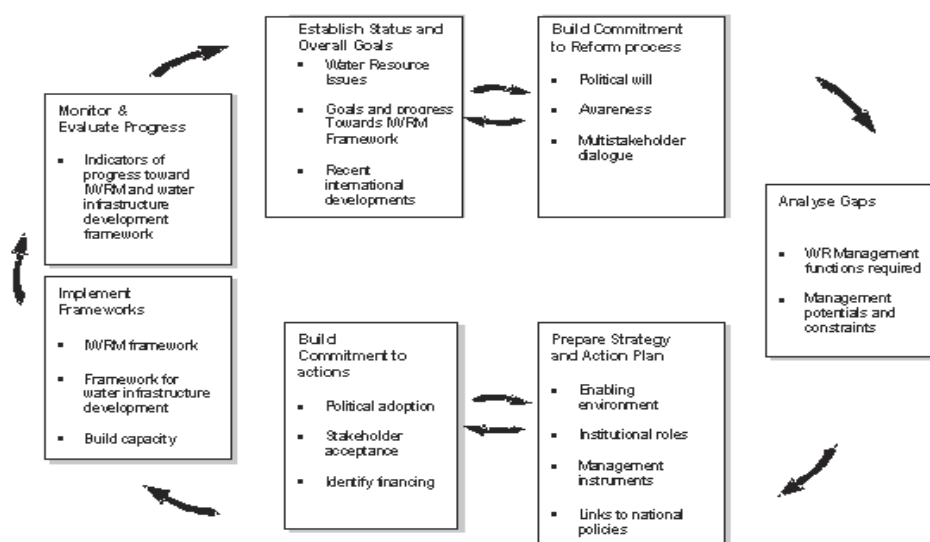 Establish Status and
Overall Goals
▪ Water Resource
Issues
▪ Goals and progress
Towards IWRM
Framework
▪ Recent
international
developments
Build Commitment
to Reform process
▪ Political will
▪ Awareness
▪ Multistakeholder
dialogue
Analyse Gaps
▪ WR Management
functions required
▪ Management
potentials and
constraints
Prepare Strategy
and Action Plan
▪ Enabling
environment
▪ Institutional roles
▪ Management
instruments
▪ Links to national
policies
Build
Commitment to
actions
▪ Political adoption
▪ Stakeholder
acceptance
▪ Identify financing
Implement
Frameworks
▪ IWRM framework
▪ Framework for
water infrastructure
development
▪ Build capacity
Monitor &
Evaluate Progress
▪ Indicators of
progress toward
IWRM and water
infrastructure
development
framework